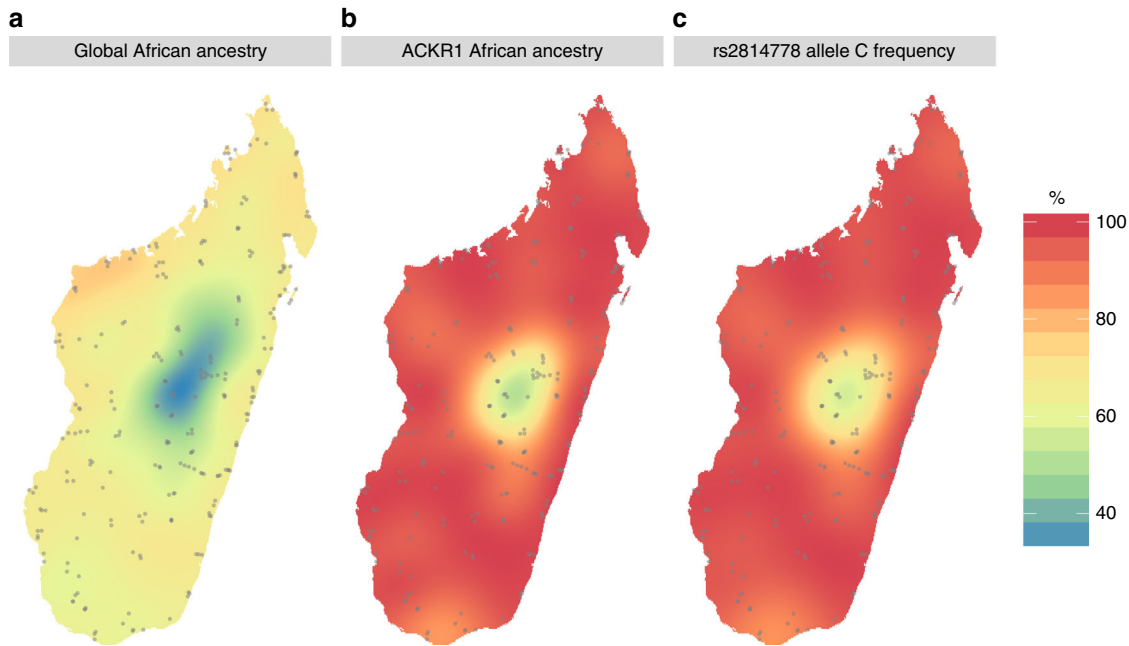 a
Global African ancestry
b
ACKR1 African ancestry
c
rs2814778 allele C frequency
%
100
80
60
40